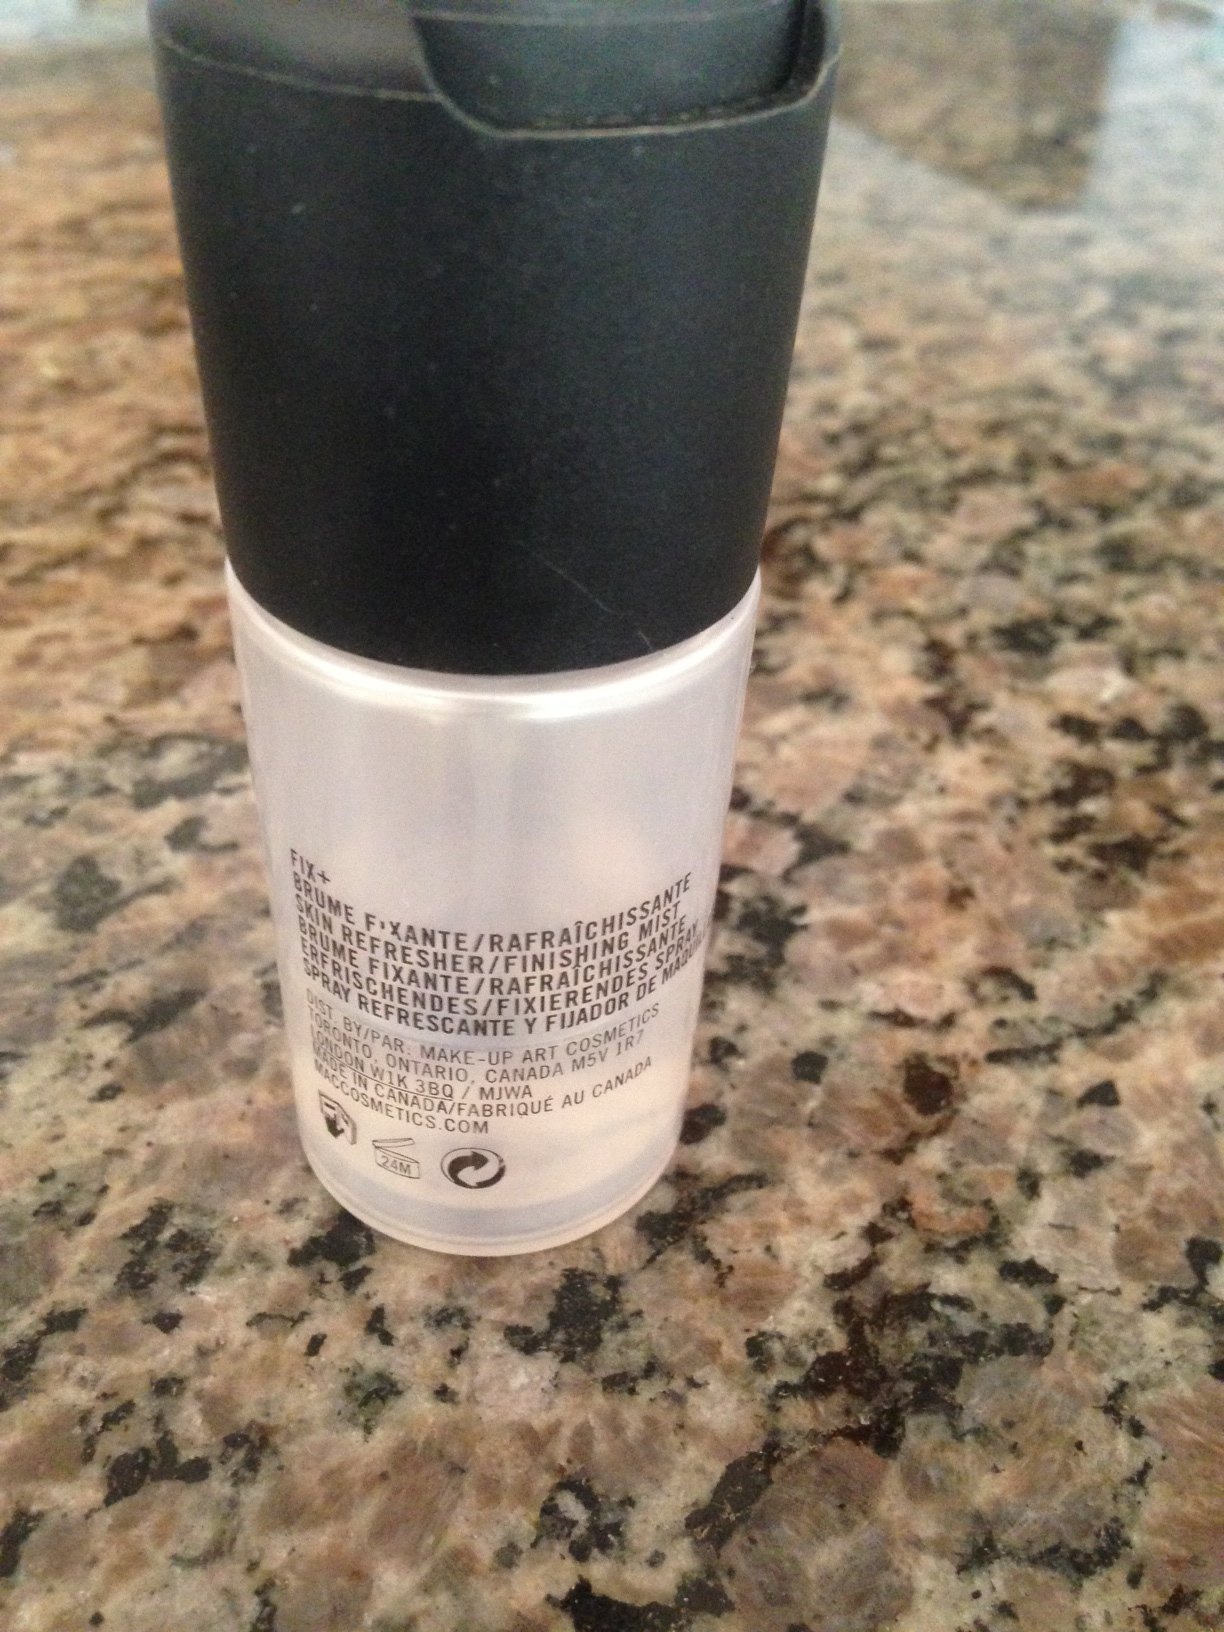 FIX+
BRUME FIXANTE/RAFRAÎCHISSANTE
SKIN REFRESHER/FINISHING MIST
BRUME FIXANTE/RAFRAÎCHISSANTE
ERFRISCHENDES/FIXIERENDES SPRAY
SPRAY REFRESCANTE Y FIJADOR DE
DIST. BY/PAR: MAKE-UP ART COSMETICS
TORONTO, ONTARIO, CANADA M5V 1R7
LONDON W1K 3BQ / MJWA
MADE IN CANADA/FABRIQUÉ AU CANADA
MACCOSMETICS.COM
24M